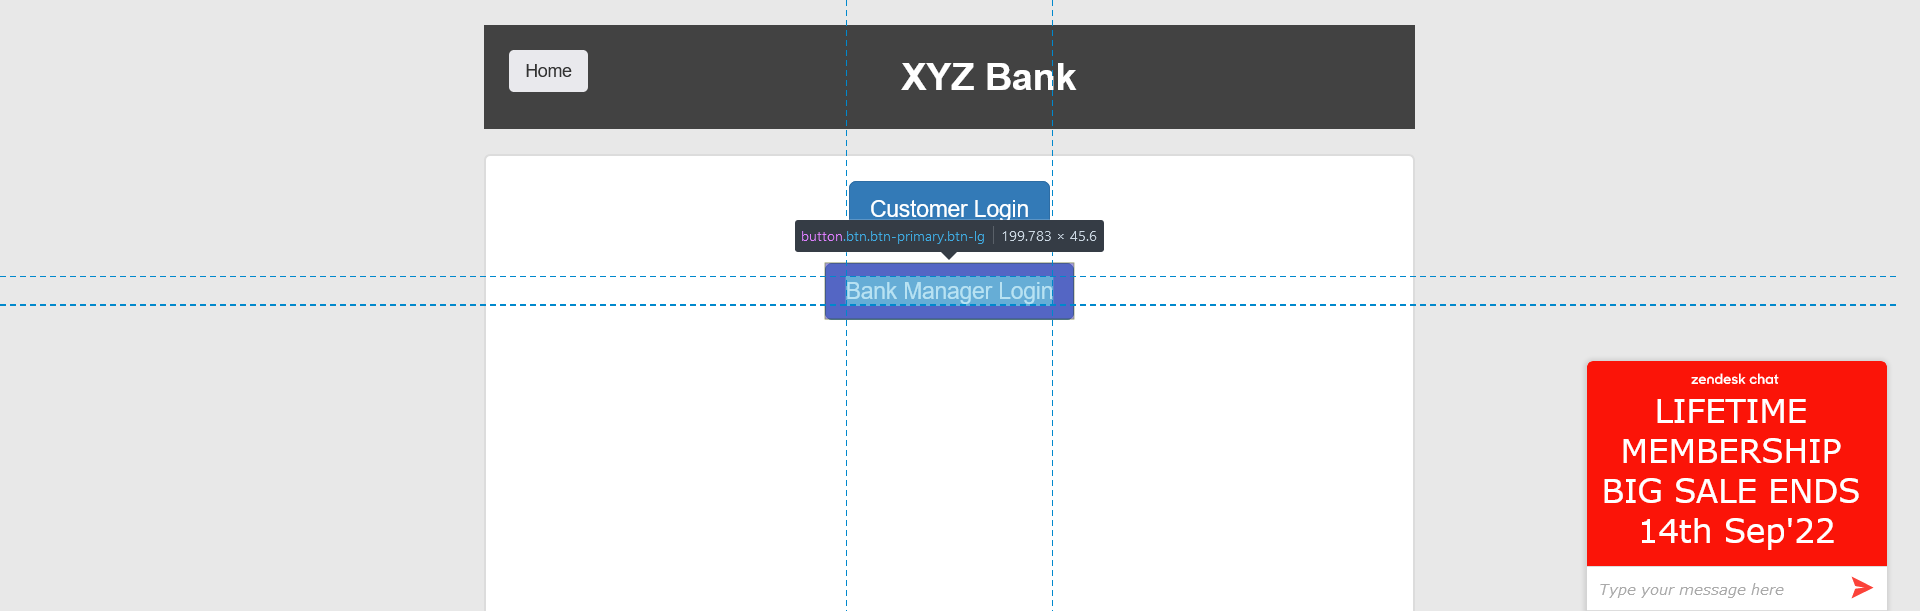 Home
XYZ Bank
Customer Login
button.btn.btn-primary.btn-lg 199.783 × 45.6
Bank Manager Login
zendesk chat
LIFETIME
MEMBERSHIP
BIG SALE ENDS
14th Sep'22
Type your message here